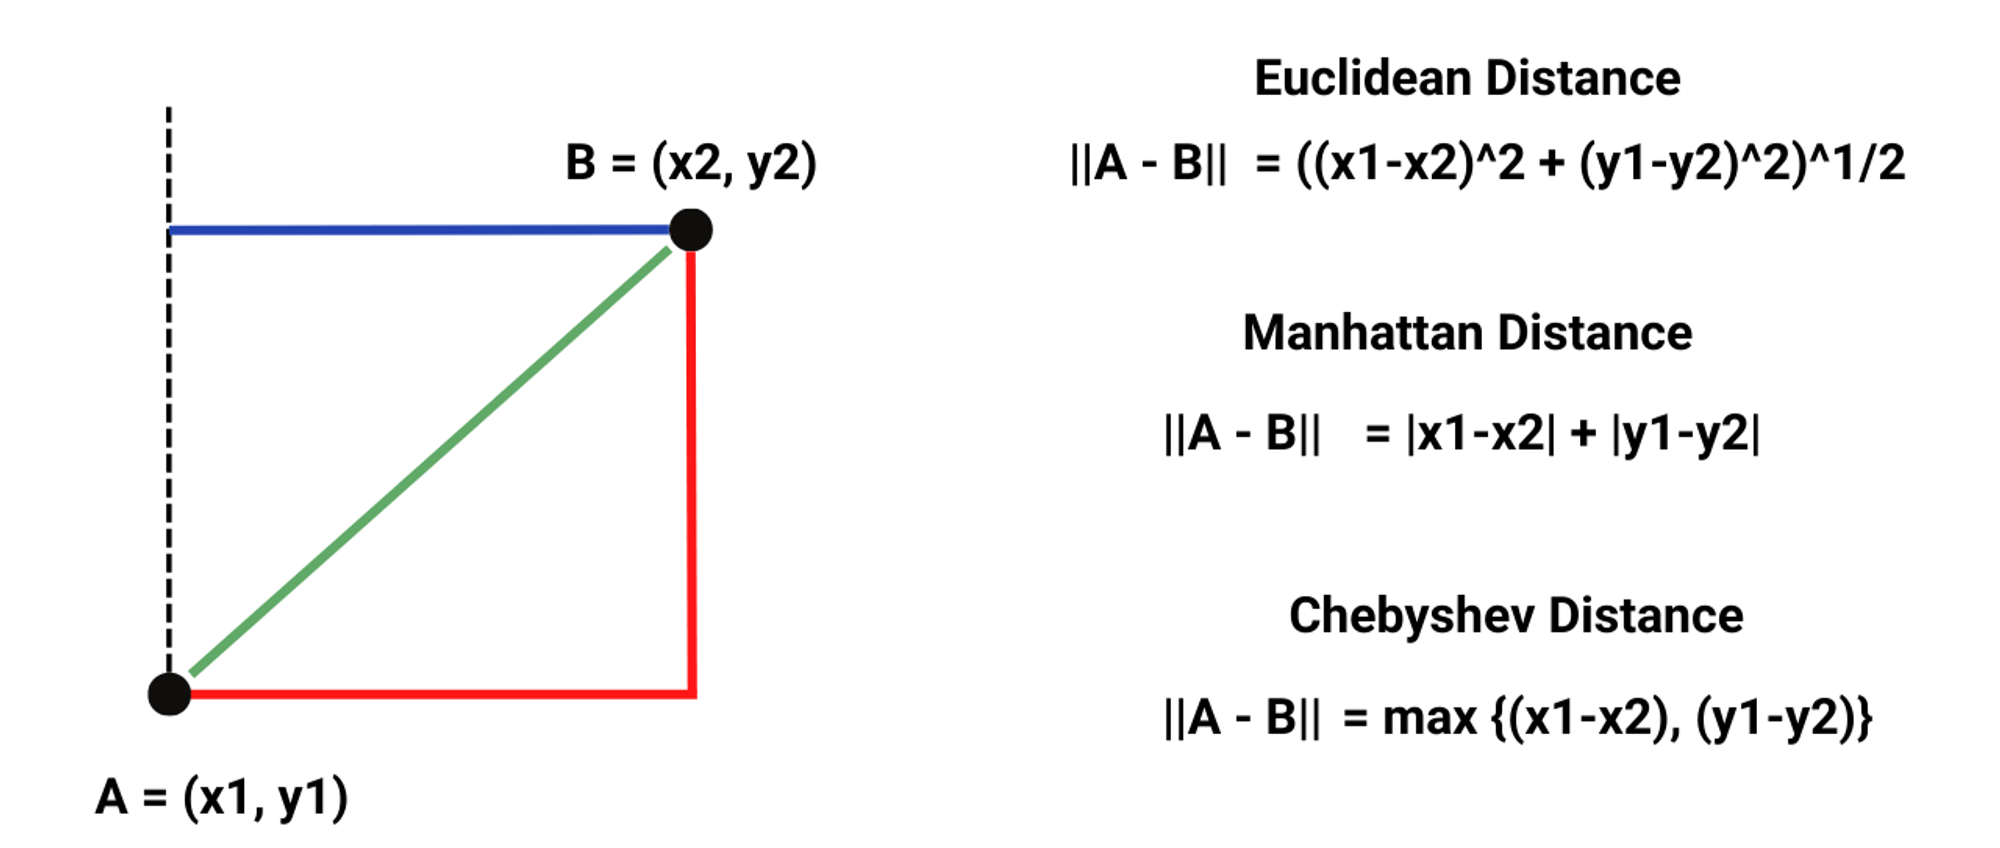 B = (x2, y2)
A = (x1, y1)
Euclidean Distance
||A - B|| = ((x1-x2)^2 + (y1-y2)^2)^1/2
Manhattan Distance
||A - B|| = |x1-x2| + |y1-y2|
Chebyshev Distance
||A - B|| = max {(x1-x2), (y1-y2)}